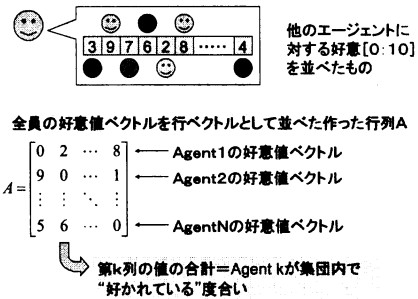 他のエージェントに
対する好意[0:10]
を並べたもの
3 9 7 6 2 8 …… 4
全員の好意値ベクトルを行ベクトルとして並べた作った行列A
A=
0 2 … 8
Agent1の好意値ベクトル
9 0 … 1
Agent2の好意値ベクトル
⋮ ⋮ ⋱ ⋮
5 6 … 0
AgentNの好意値ベクトル
第k列の値の合計=Agent kが集団内で
“好かれている”度合い